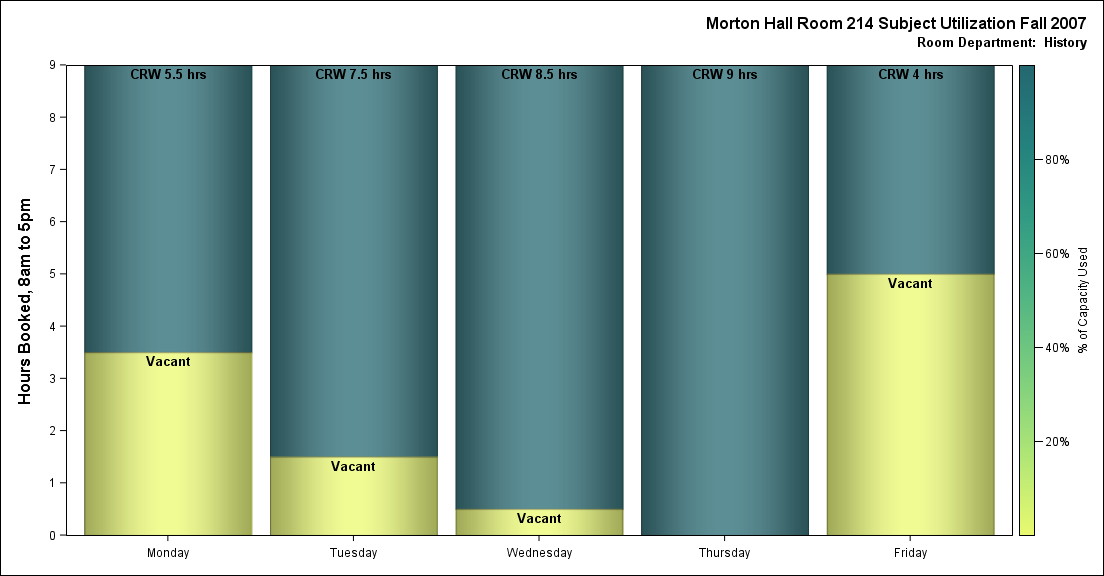 Morton Hall Room 214 Subject Utilization Fall 2007
Room Department: History
Hours Booked, 8am to 5pm
9
8
7
6
5
4
3
2
1
0
CRW 5.5 hrs
CRW 7.5 hrs
CRW 8.5 hrs
CRW 9 hrs
CRW 4 hrs
Vacant
Vacant
Vacant
Vacant
Monday
Tuesday
Wednesday
Thursday
Friday
80%
60%
40%
20%
% of Capacity Used